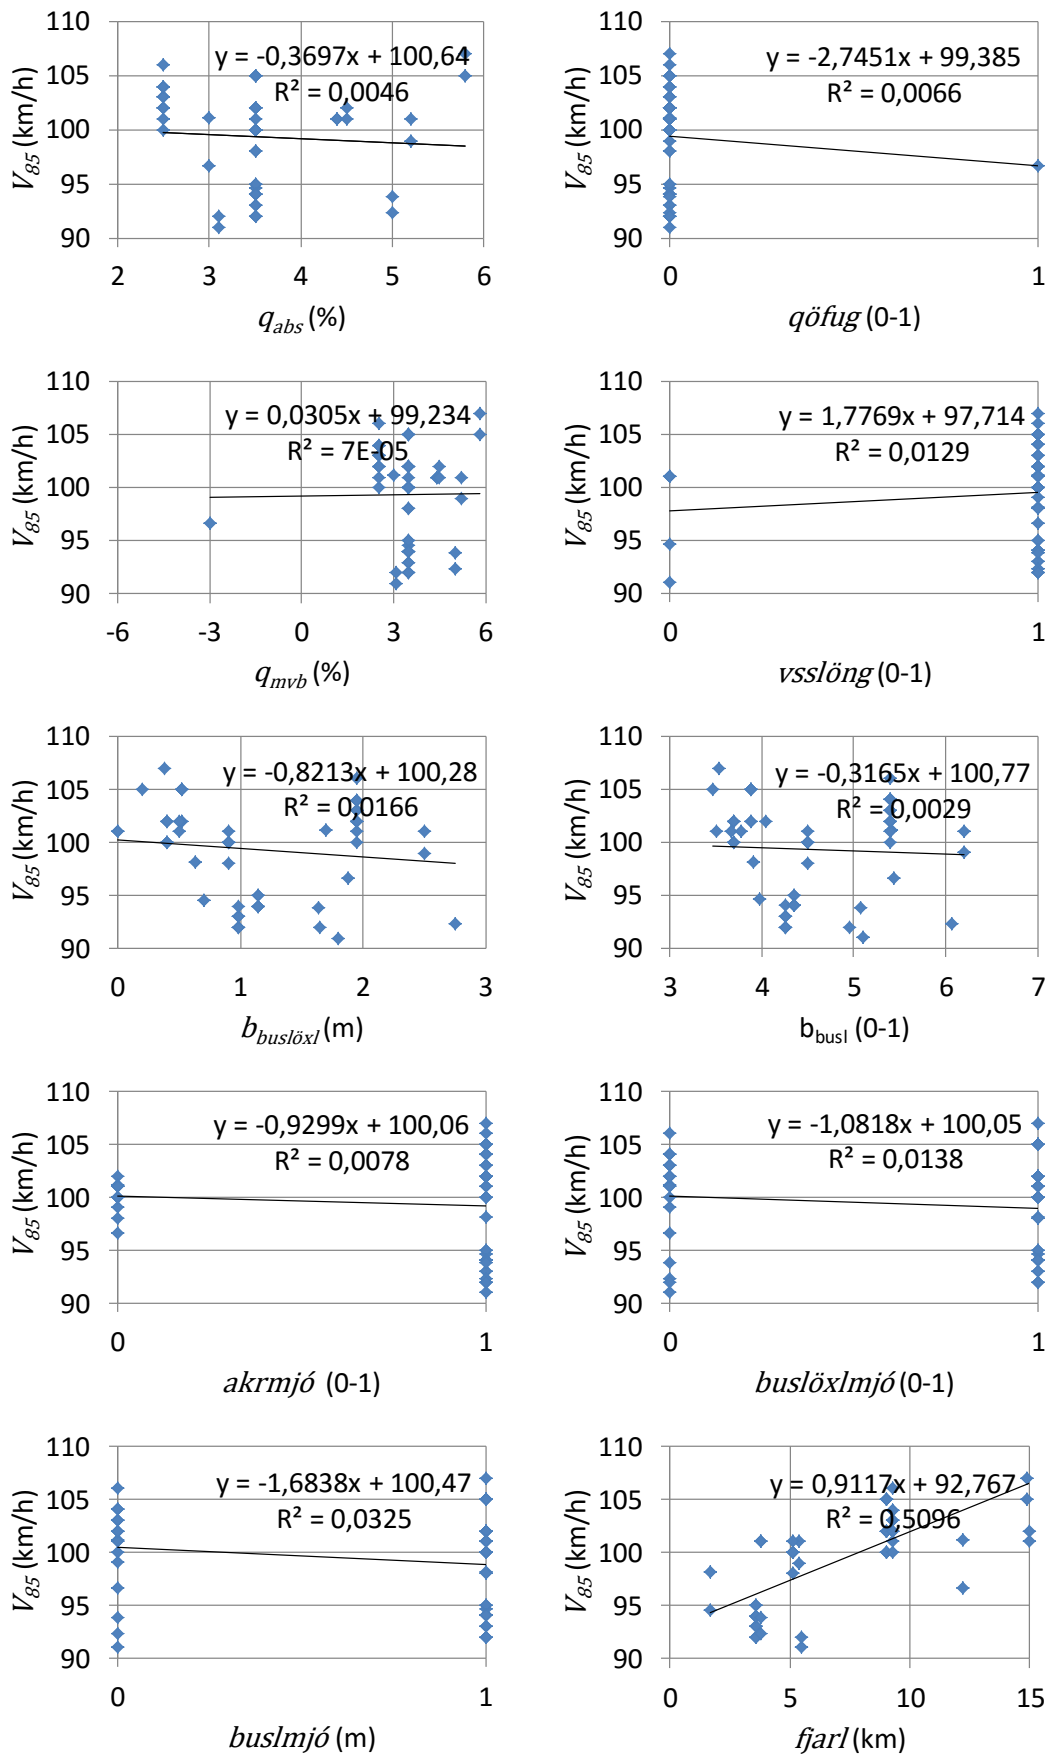 110
105
100
95
90
V85 (km/h)
y = -0,3697x + 100,64
R² = 0,0046
2 3 4 5 6
qabs (%)
110
105
100
95
90
V85 (km/h)
y = -2,7451x + 99,385
R² = 0,0066
0 1
qöfug (0-1)
110
105
100
95
90
V85 (km/h)
y = 0,0305x + 99,234
R² = 7E-05
-6 -3 0 3 6
qmvb (%)
110
105
100
95
90
V85 (km/h)
y = 1,7769x + 97,714
R² = 0,0129
0 1
vsslöng (0-1)
110
105
100
95
90
V85 (km/h)
y = -0,8213x + 100,28
R² = 0,0166
0 1 2 3
bbuslöxl (m)
110
105
100
95
90
V85 (km/h)
y = -0,3165x + 100,77
R² = 0,0029
3 4 5 6 7
bbusl (0-1)
110
105
100
95
90
V85 (km/h)
y = -0,9299x + 100,06
R² = 0,0078
0 1
akrmjó (0-1)
110
105
100
95
90
V85 (km/h)
y = -1,0818x + 100,05
R² = 0,0138
0 1
buslöxlmjó (0-1)
110
105
100
95
90
V85 (km/h)
y = -1,6838x + 100,47
R² = 0,0325
0 1
buslmjó (m)
110
105
100
95
90
V85 (km/h)
y = 0,9117x + 92,767
R² = 0,5096
0 5 10 15
fjarl (km)